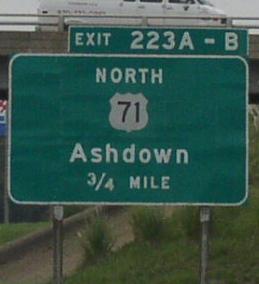 EXIT 223A - B
NORTH
71
Ashdown
3/4 MILE